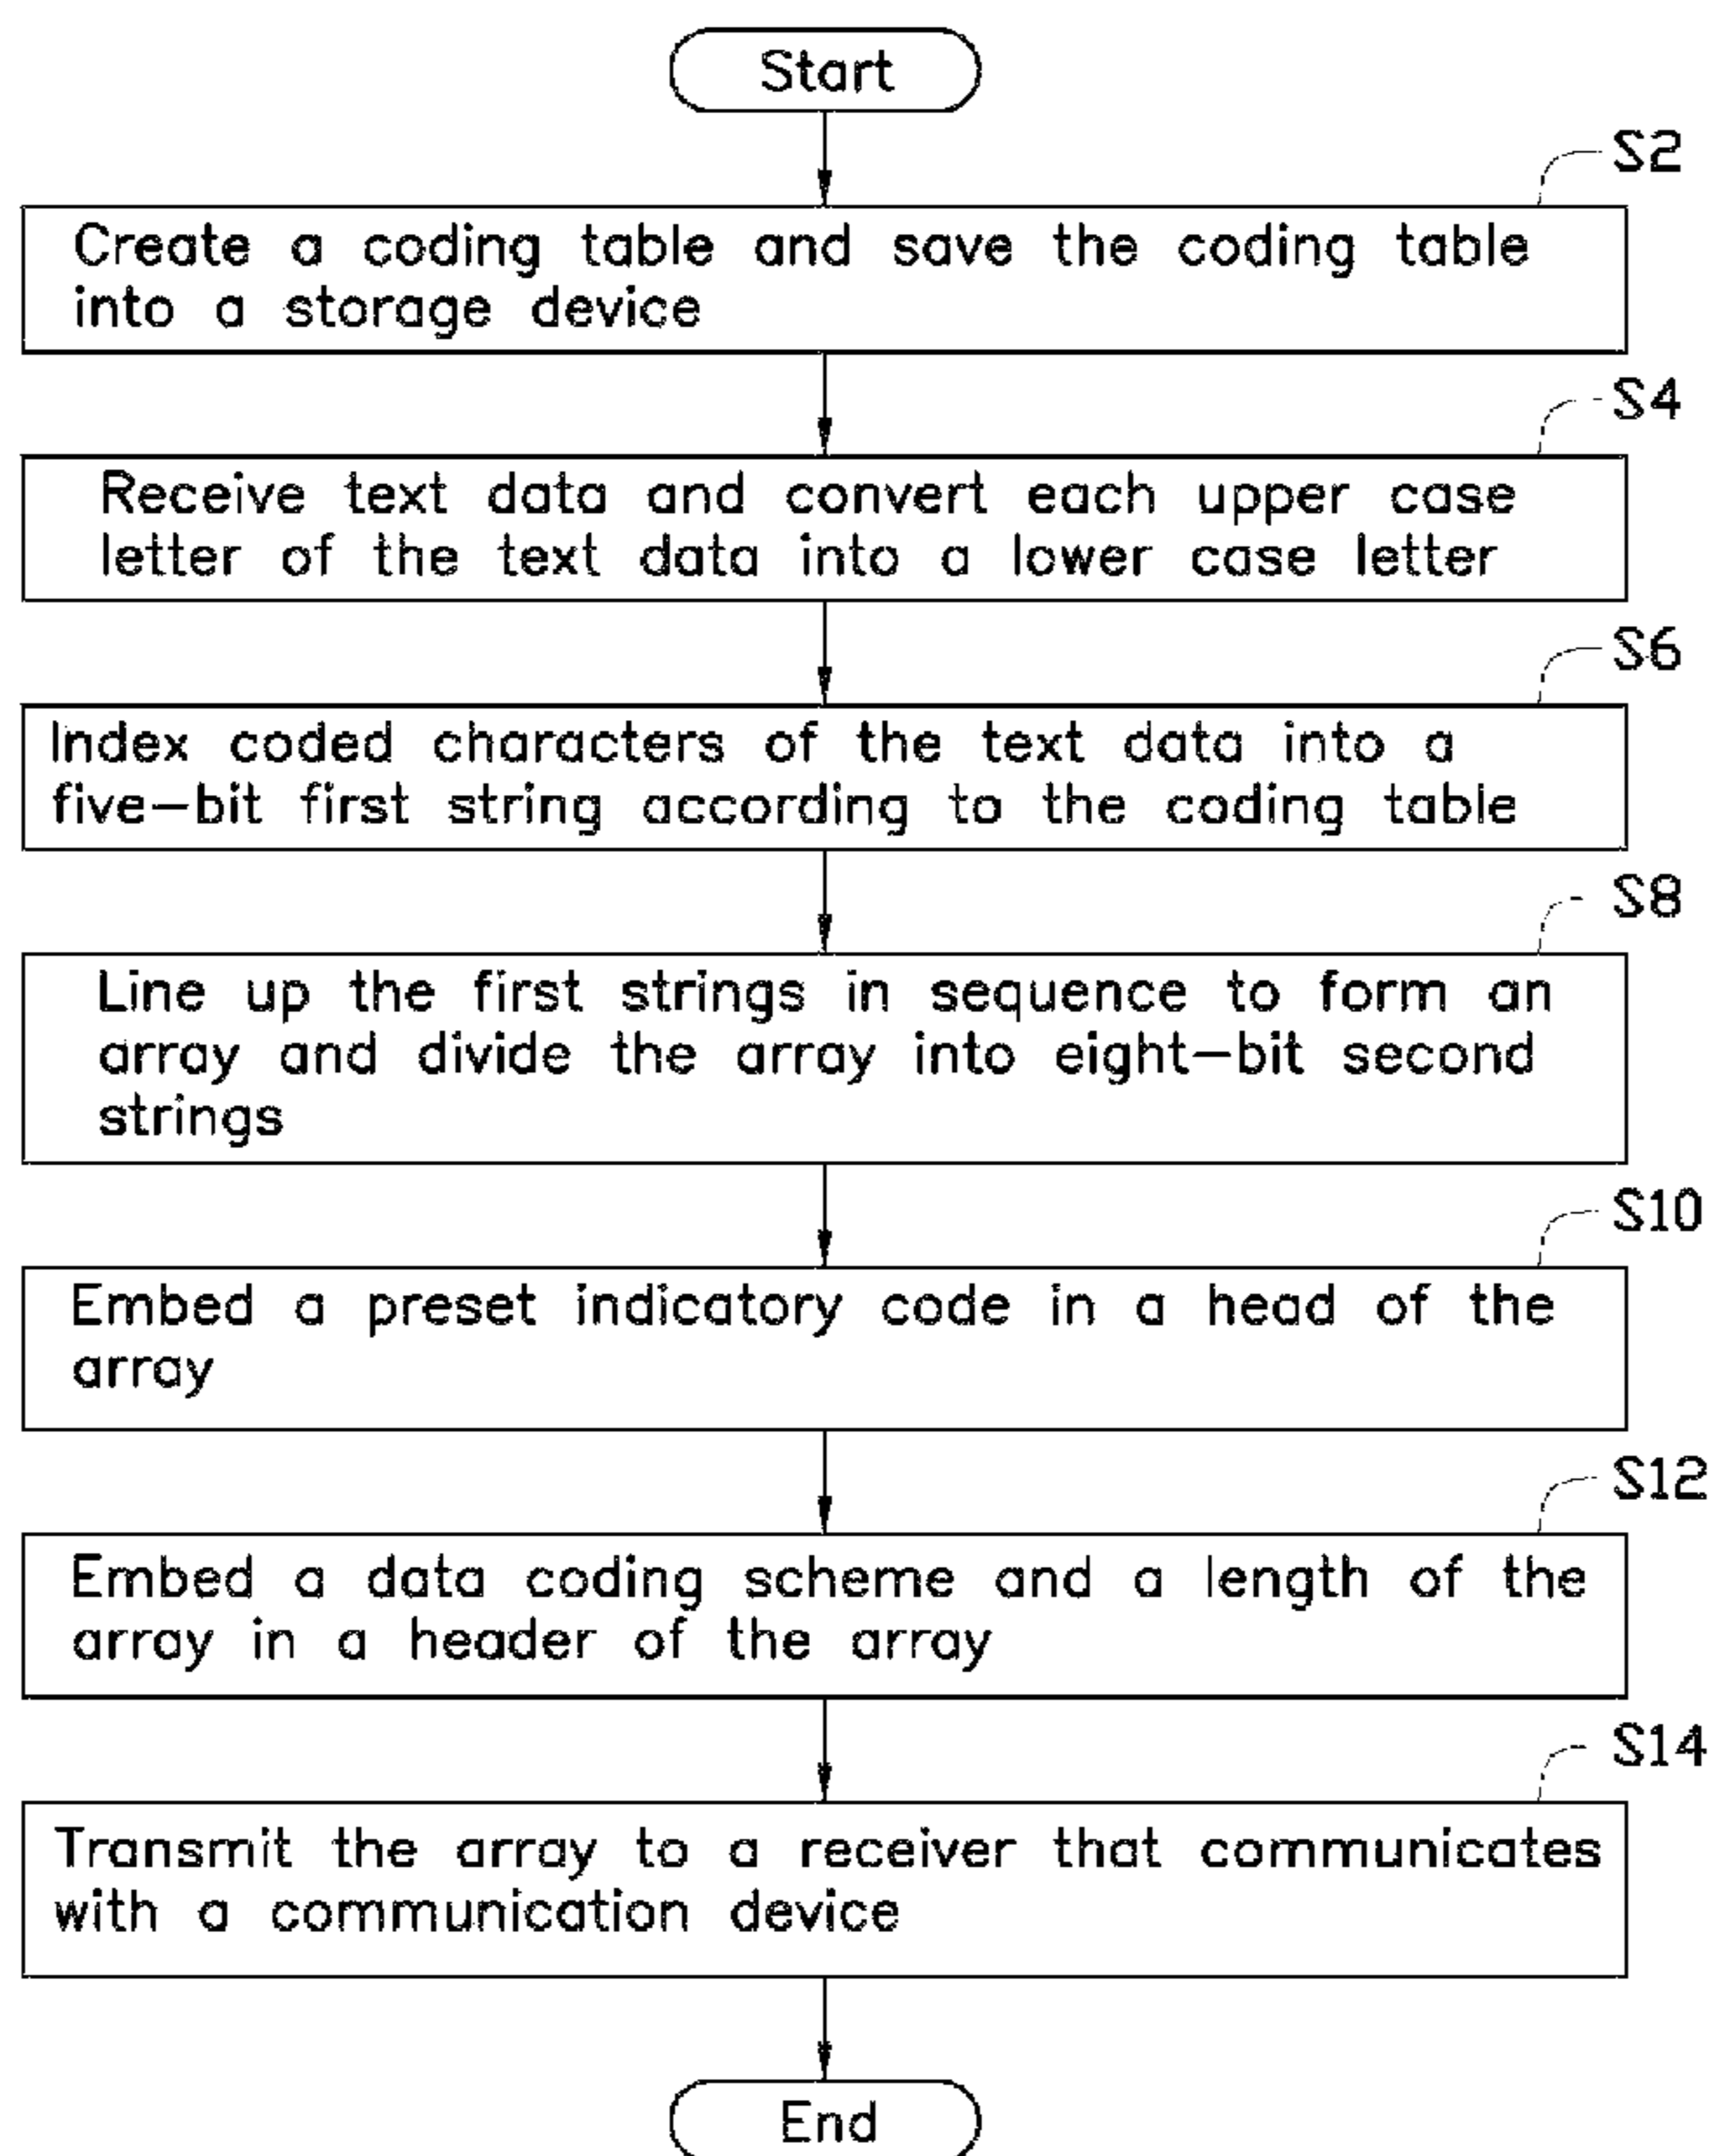 Start
S2
Create a coding table and save the coding table
into a storage device
S4
Receive text data and convert each upper case
letter of the text data into a lower case letter
S6
Index coded characters of the text data into a
five-bit first string according to the coding table
S8
Line up the first strings in sequence to form an
array and divide the array into eight-bit second
strings
S10
Embed a preset indicatory code in a head of the
array
S12
Embed a data coding scheme and a length of the
array in a header of the array
S14
Transmit the array to a receiver that communicates
with a communication device
End